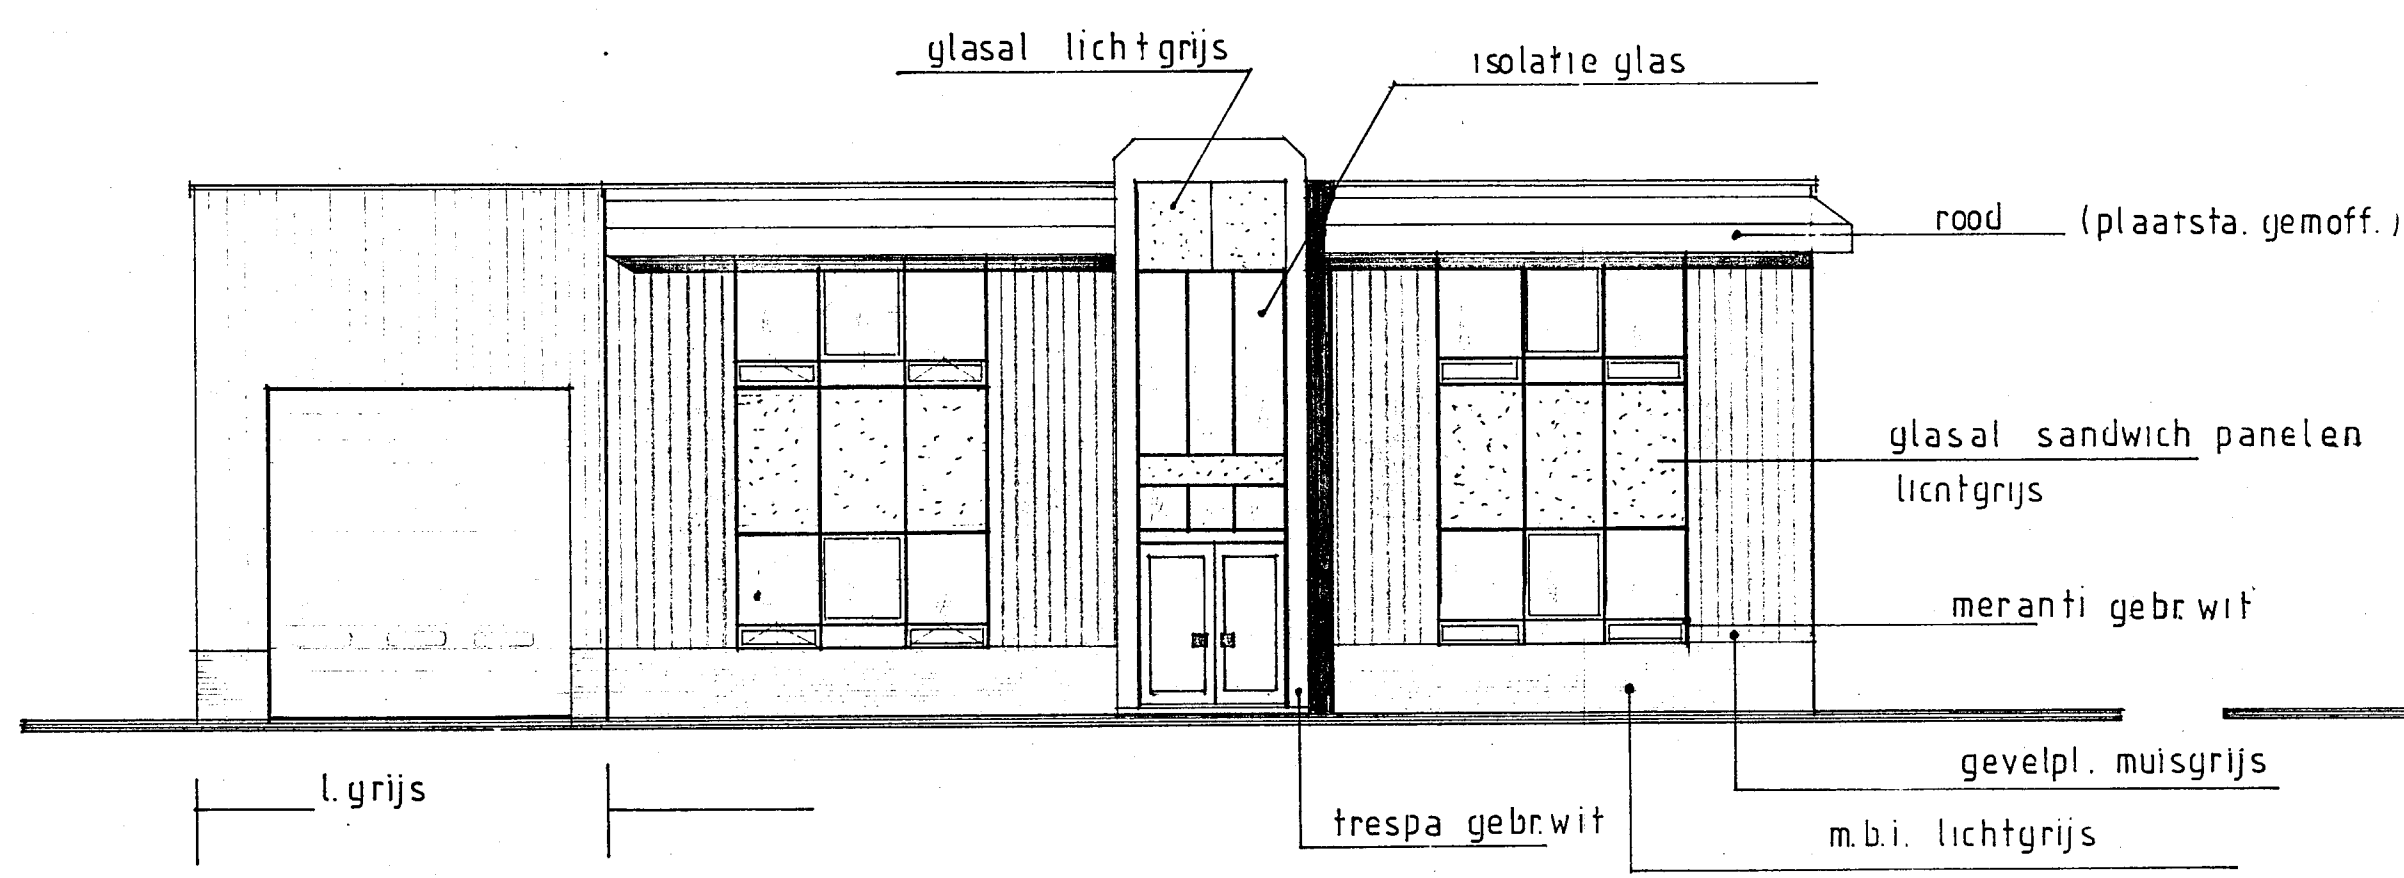 glasal lichtgrijs
isolatie glas
rood (plaatsta. gemoff.)
glasal sandwich panelen
lichtgrijs
meranti gebr. wit
gevelpl. muisgrijs
l. grijs
trespa gebr. wit
m.b.i. lichtgrijs